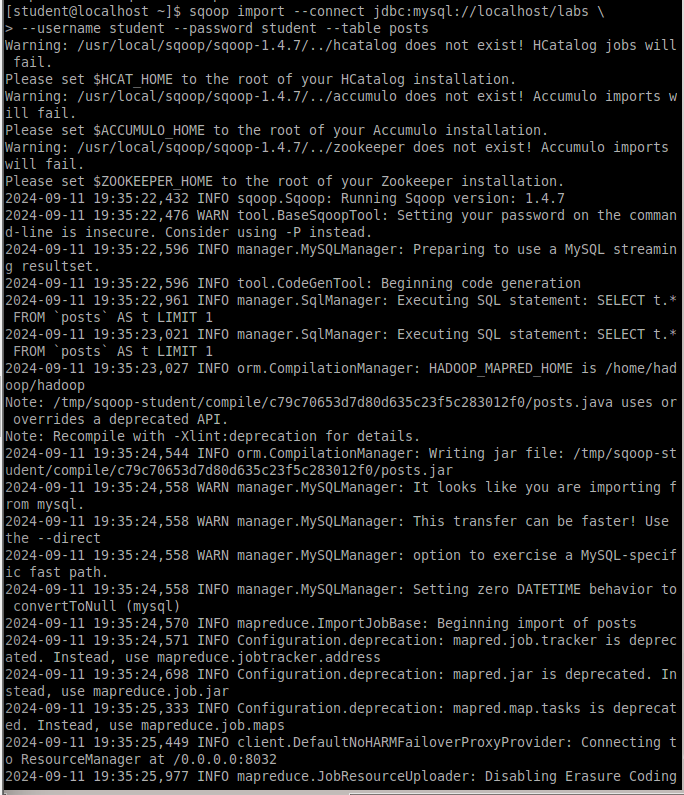 [student@localhost ~]$ sqoop import --connect jdbc:mysql://localhost/labs \
> --username student --password student --table posts
Warning: /usr/local/sqoop/sqoop-1.4.7/../hcatalog does not exist! HCatalog jobs will
 fail.
Please set $HCAT_HOME to the root of your HCatalog installation.
Warning: /usr/local/sqoop/sqoop-1.4.7/../accumulo does not exist! Accumulo imports w
ill fail.
Please set $ACCUMULO_HOME to the root of your Accumulo installation.
Warning: /usr/local/sqoop/sqoop-1.4.7/../zookeeper does not exist! Accumulo imports
will fail.
Please set $ZOOKEEPER_HOME to the root of your Zookeeper installation.
2024-09-11 19:35:22,432 INFO sqoop.Sqoop: Running Sqoop version: 1.4.7
2024-09-11 19:35:22,476 WARN tool.BaseSqoopTool: Setting your password on the comman
d-line is insecure. Consider using -P instead.
2024-09-11 19:35:22,596 INFO manager.MySQLManager: Preparing to use a MySQL streamin
g resultset.
2024-09-11 19:35:22,596 INFO tool.CodeGenTool: Beginning code generation
2024-09-11 19:35:22,961 INFO manager.SqlManager: Executing SQL statement: SELECT t.*
 FROM `posts` AS t LIMIT 1
2024-09-11 19:35:23,021 INFO manager.SqlManager: Executing SQL statement: SELECT t.*
 FROM `posts` AS t LIMIT 1
2024-09-11 19:35:23,027 INFO orm.CompilationManager: HADOOP_MAPRED_HOME is /home/had
oop/hadoop
Note: /tmp/sqoop-student/compile/c79c70653d7d80d635c23f5c283012f0/posts.java uses or
 overrides a deprecated API.
Note: Recompile with -Xlint:deprecation for details.
2024-09-11 19:35:24,544 INFO orm.CompilationManager: Writing jar file: /tmp/sqoop-st
udent/compile/c79c70653d7d80d635c23f5c283012f0/posts.jar
2024-09-11 19:35:24,558 WARN manager.MySQLManager: It looks like you are importing f
rom mysql.
2024-09-11 19:35:24,558 WARN manager.MySQLManager: This transfer can be faster! Use
the --direct
2024-09-11 19:35:24,558 WARN manager.MySQLManager: option to exercise a MySQL-specif
ic fast path.
2024-09-11 19:35:24,558 INFO manager.MySQLManager: Setting zero DATETIME behavior to
 convertToNull (mysql)
2024-09-11 19:35:24,570 INFO mapreduce.ImportJobBase: Beginning import of posts
2024-09-11 19:35:24,571 INFO Configuration.deprecation: mapred.job.tracker is deprec
ated. Instead, use mapreduce.jobtracker.address
2024-09-11 19:35:24,698 INFO Configuration.deprecation: mapred.jar is deprecated. In
stead, use mapreduce.job.jar
2024-09-11 19:35:25,333 INFO Configuration.deprecation: mapred.map.tasks is deprecat
ed. Instead, use mapreduce.job.maps
2024-09-11 19:35:25,449 INFO client.DefaultNoHARMFailoverProxyProvider: Connecting t
o ResourceManager at /0.0.0.0:8032
2024-09-11 19:35:25,977 INFO mapreduce.JobResourceUploader: Disabling Erasure Coding